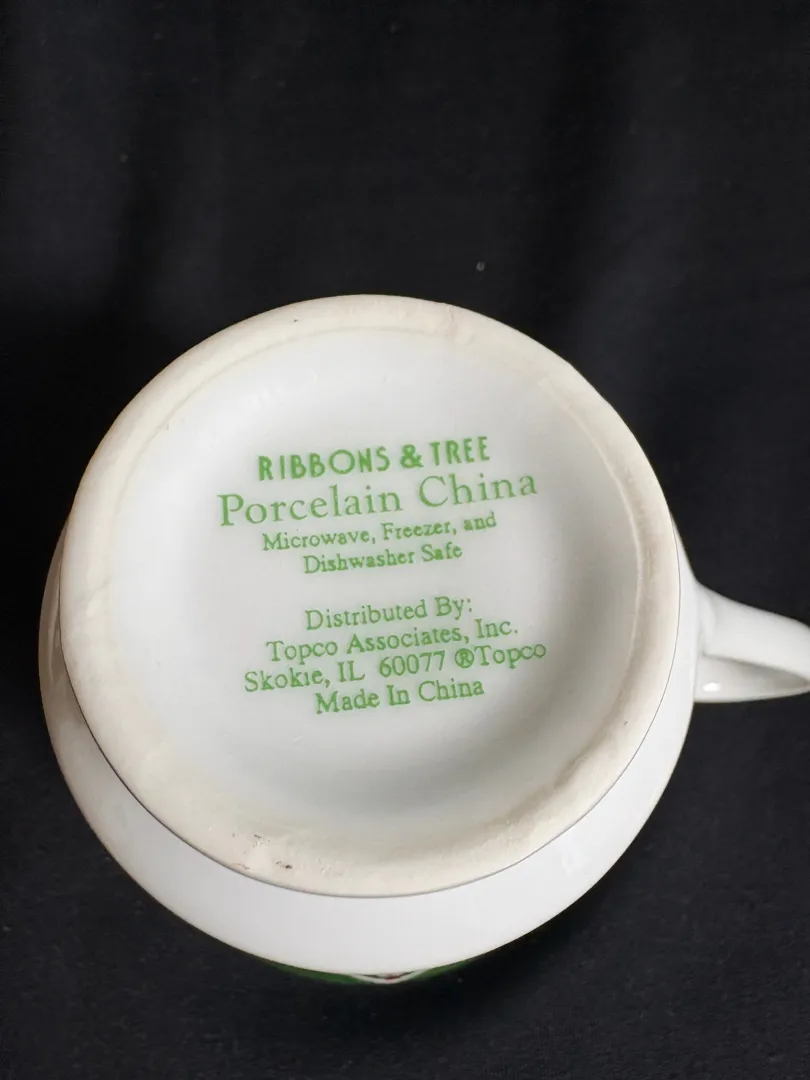 RIBBONS & TREE
Porcelain China
Microwave, Freezer, and
Dishwasher Safe
Distributed By:
Topco Associates, Inc.
Skokie, IL 60077 ®Topco
Made In China